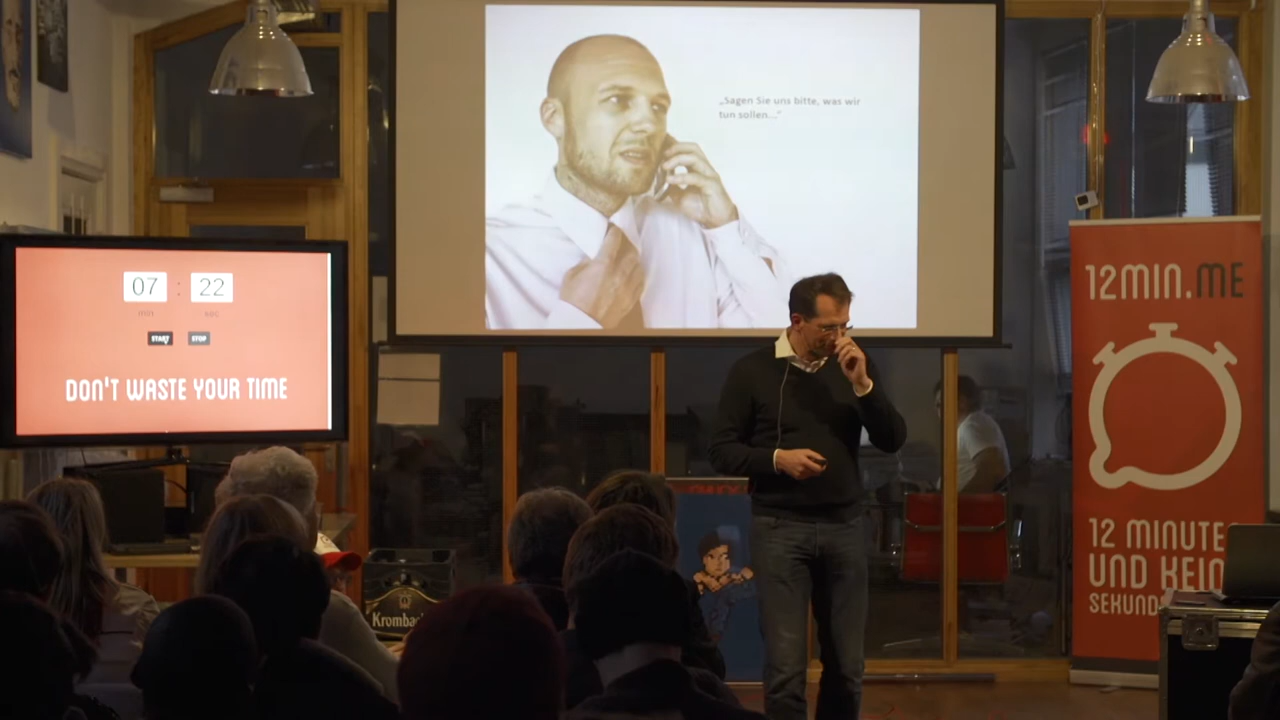 „Sagen Sie uns bitte, was wir
tun sollen..."
07 : 22
min sec
START STOP
DON'T WASTE YOUR TIME
12MIN.ME
12 MINUTE
UND KEIN
SEKUND
Krombac